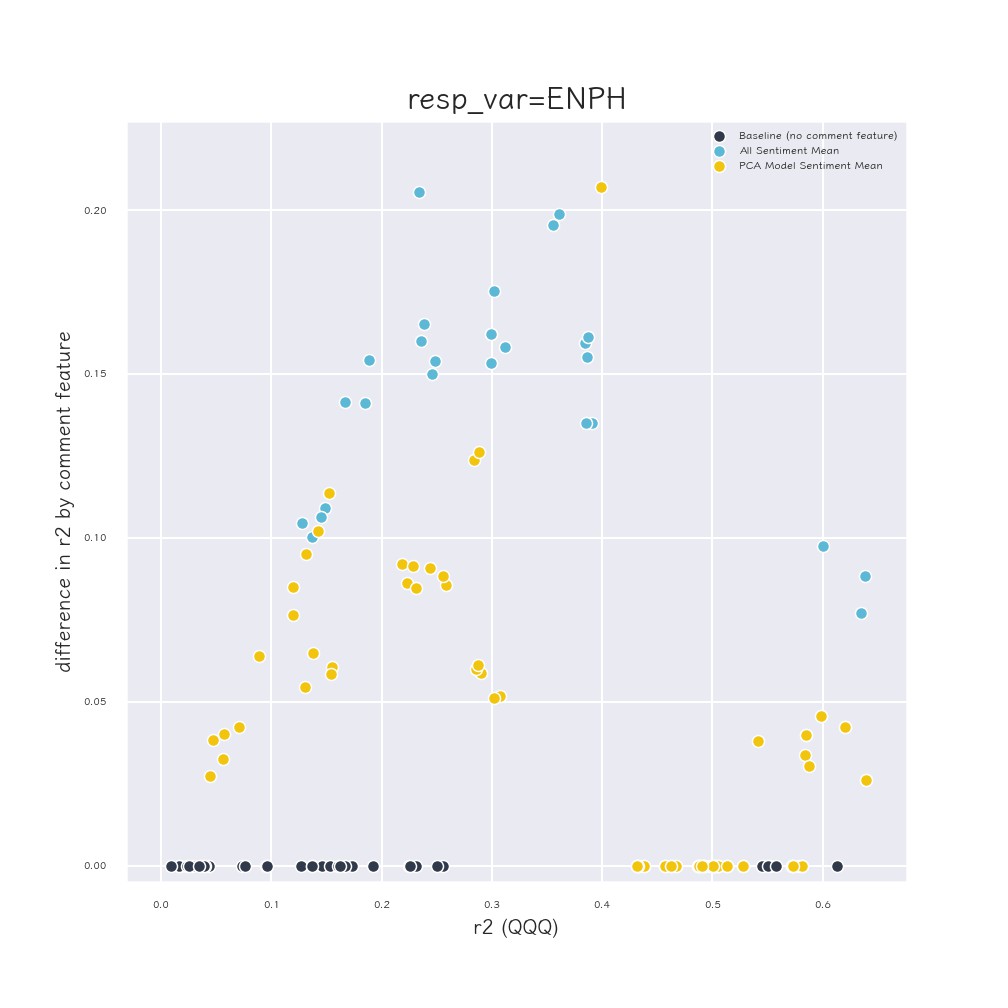 resp_var=ENPH
Baseline (no comment feature)
All Sentiment Mean
PCA Model Sentiment Mean
difference in r2 by comment feature
0.20
0.15
0.10
0.05
0.00
0.0 0.1 0.2 0.3 0.4 0.5 0.6
r2 (QQQ)